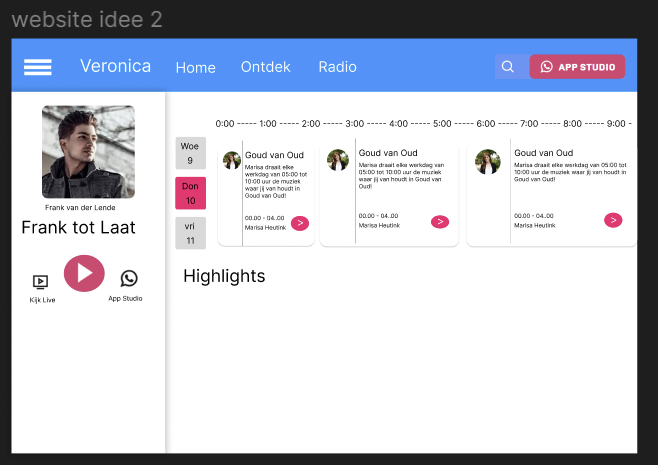 website idee 2
Veronica
Home
Ontdek
Radio
APP STUDIO
Frank van der Lende
Frank tot Laat
Kijk Live
App Studio
0:00 ----- 1:00 ----- 2:00 ----- 3:00 ----- 4:00 ----- 5:00 ----- 6:00 ----- 7:00 ----- 8:00 ----- 9:00 -
Woe
9
Don
10
vri
11
Goud van Oud
Marisa draait elke
werkdag van 05:00 tot
10:00 uur de muziek
waar jij van houdt in
Goud van Oud!
00.00 - 04..00
Marisa Heutink
>
Goud van Oud
Marisa draait elke werkdag van
05:00 tot 10:00 uur de muziek
waar jij van houdt in Goud van
Oud!
00.00 - 04..00
Marisa Heutink
>
Goud van Oud
Marisa draait elke werkdag van 05:00 tot
10:00 uur de muziek waar jij van houdt in
Goud van Oud!
00.00 - 04..00
Marisa Heutink
>
Highlights